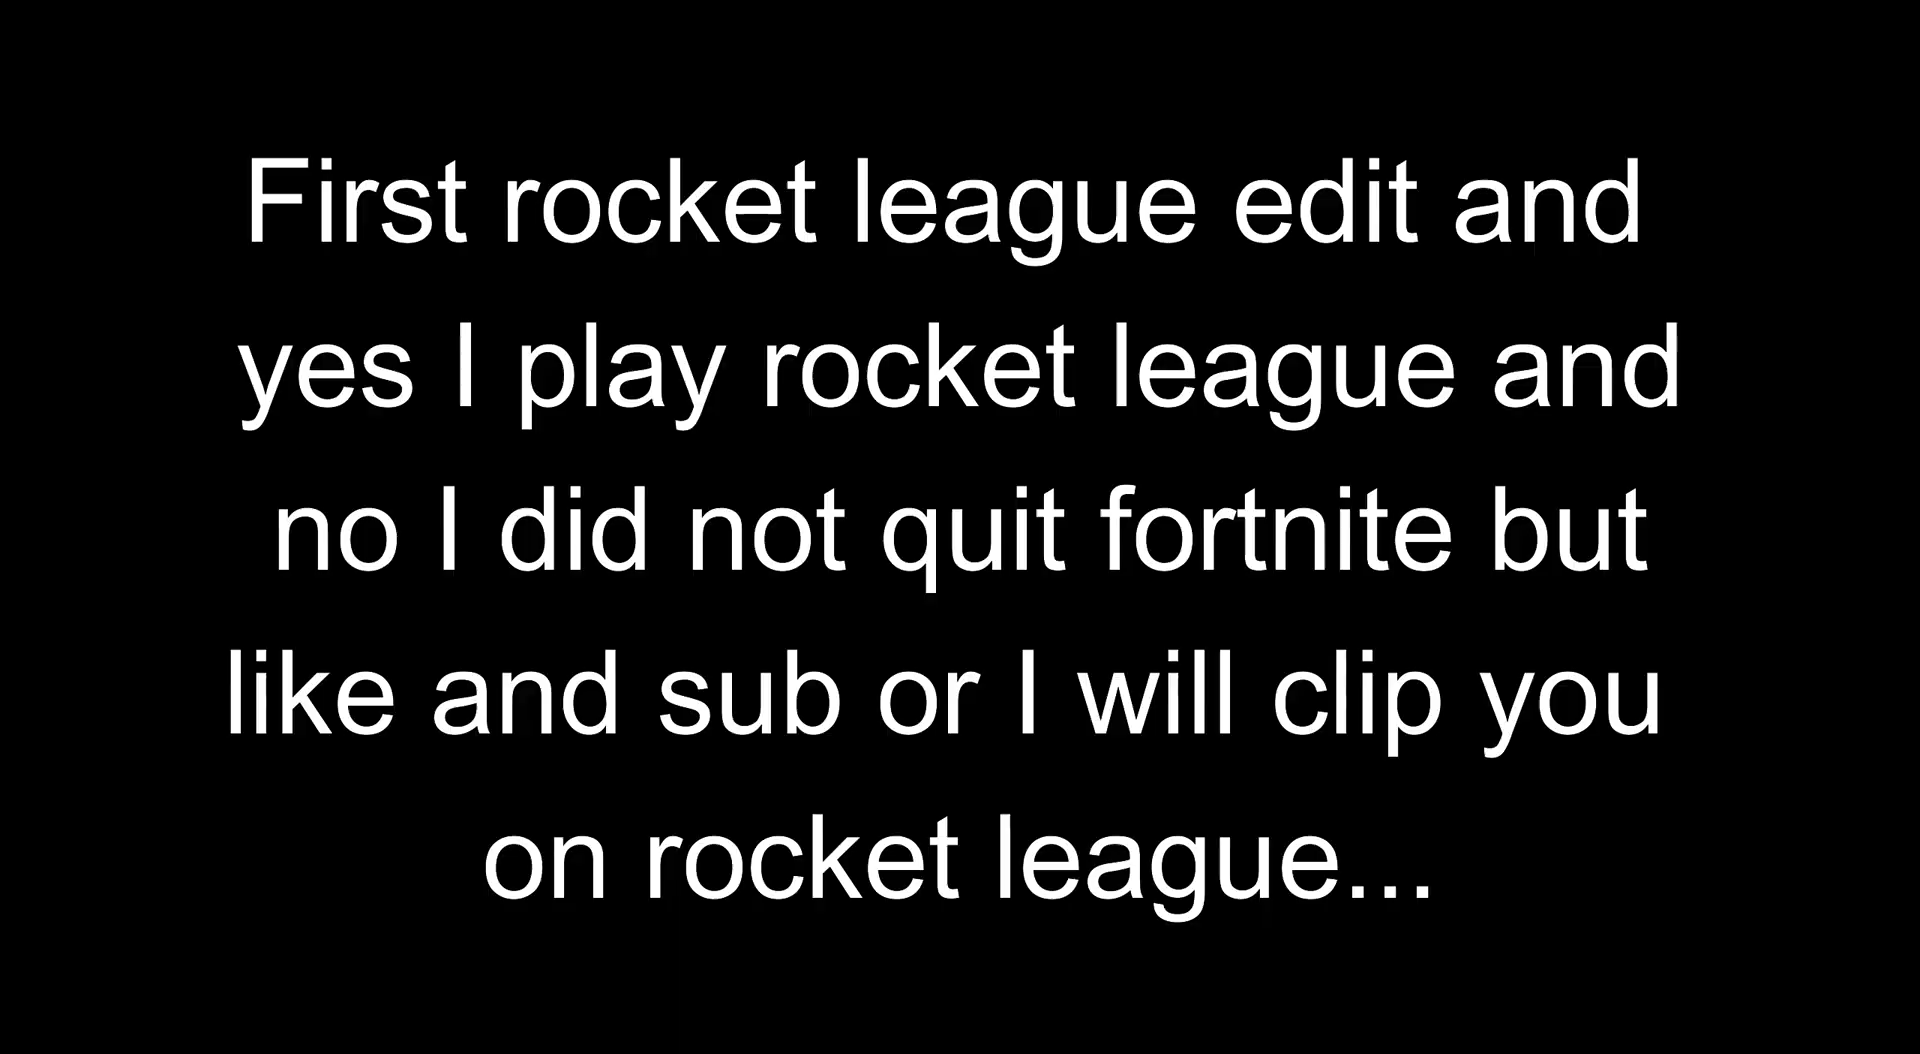 First rocket league edit and
yes I play rocket league and
no I did not quit fortnite but
like and sub or I will clip you
on rocket league...